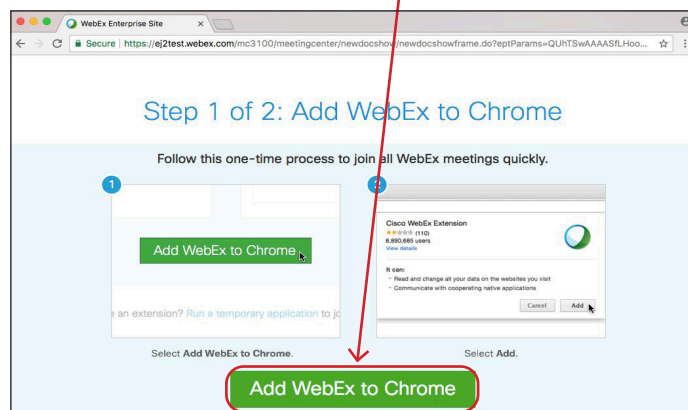 WebEx Enterprise Site
Secure | https://ej2test.webex.com/mc3100/meetingcenter/newdocshow/newdocshowframe.do?eptParams=QUhTSwAAAASfLHoo...
Step 1 of 2: Add WebEx to Chrome
Follow this one-time process to join all WebEx meetings quickly.
1
Add WebEx to Chrome
an extension? Run a temporary application to jo
Select Add WebEx to Chrome.
2
Cisco WebEx Extension
(110)
8,890,685 users
View details
It can:
- Read and change all your data on the websites you visit
- Communicate with cooperating native applications
Cancel
Add
Select Add.
Add WebEx to Chrome